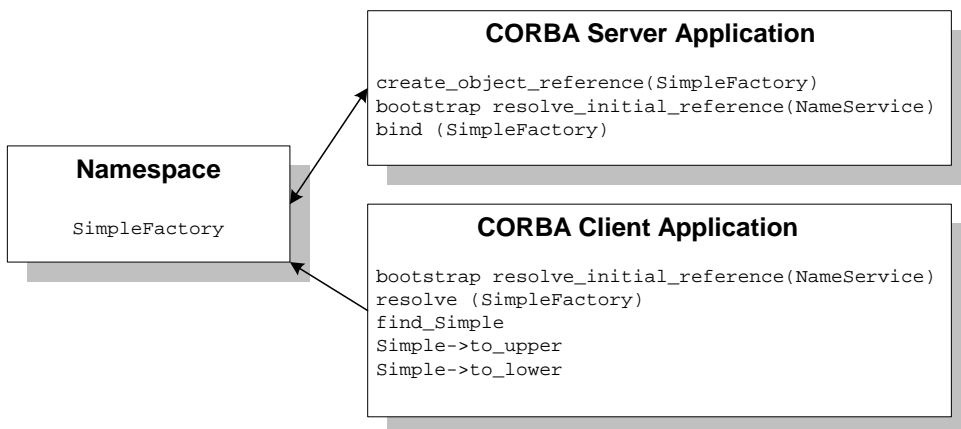 CORBA Server Application
create_object_reference(SimpleFactory)
bootstrap resolve_initial_reference(NameService)
bind (SimpleFactory)
Namespace
SimpleFactory
CORBA Client Application
bootstrap resolve_initial_reference(NameService)
resolve (SimpleFactory)
find_Simple
Simple->to_upper
Simple->to_lower